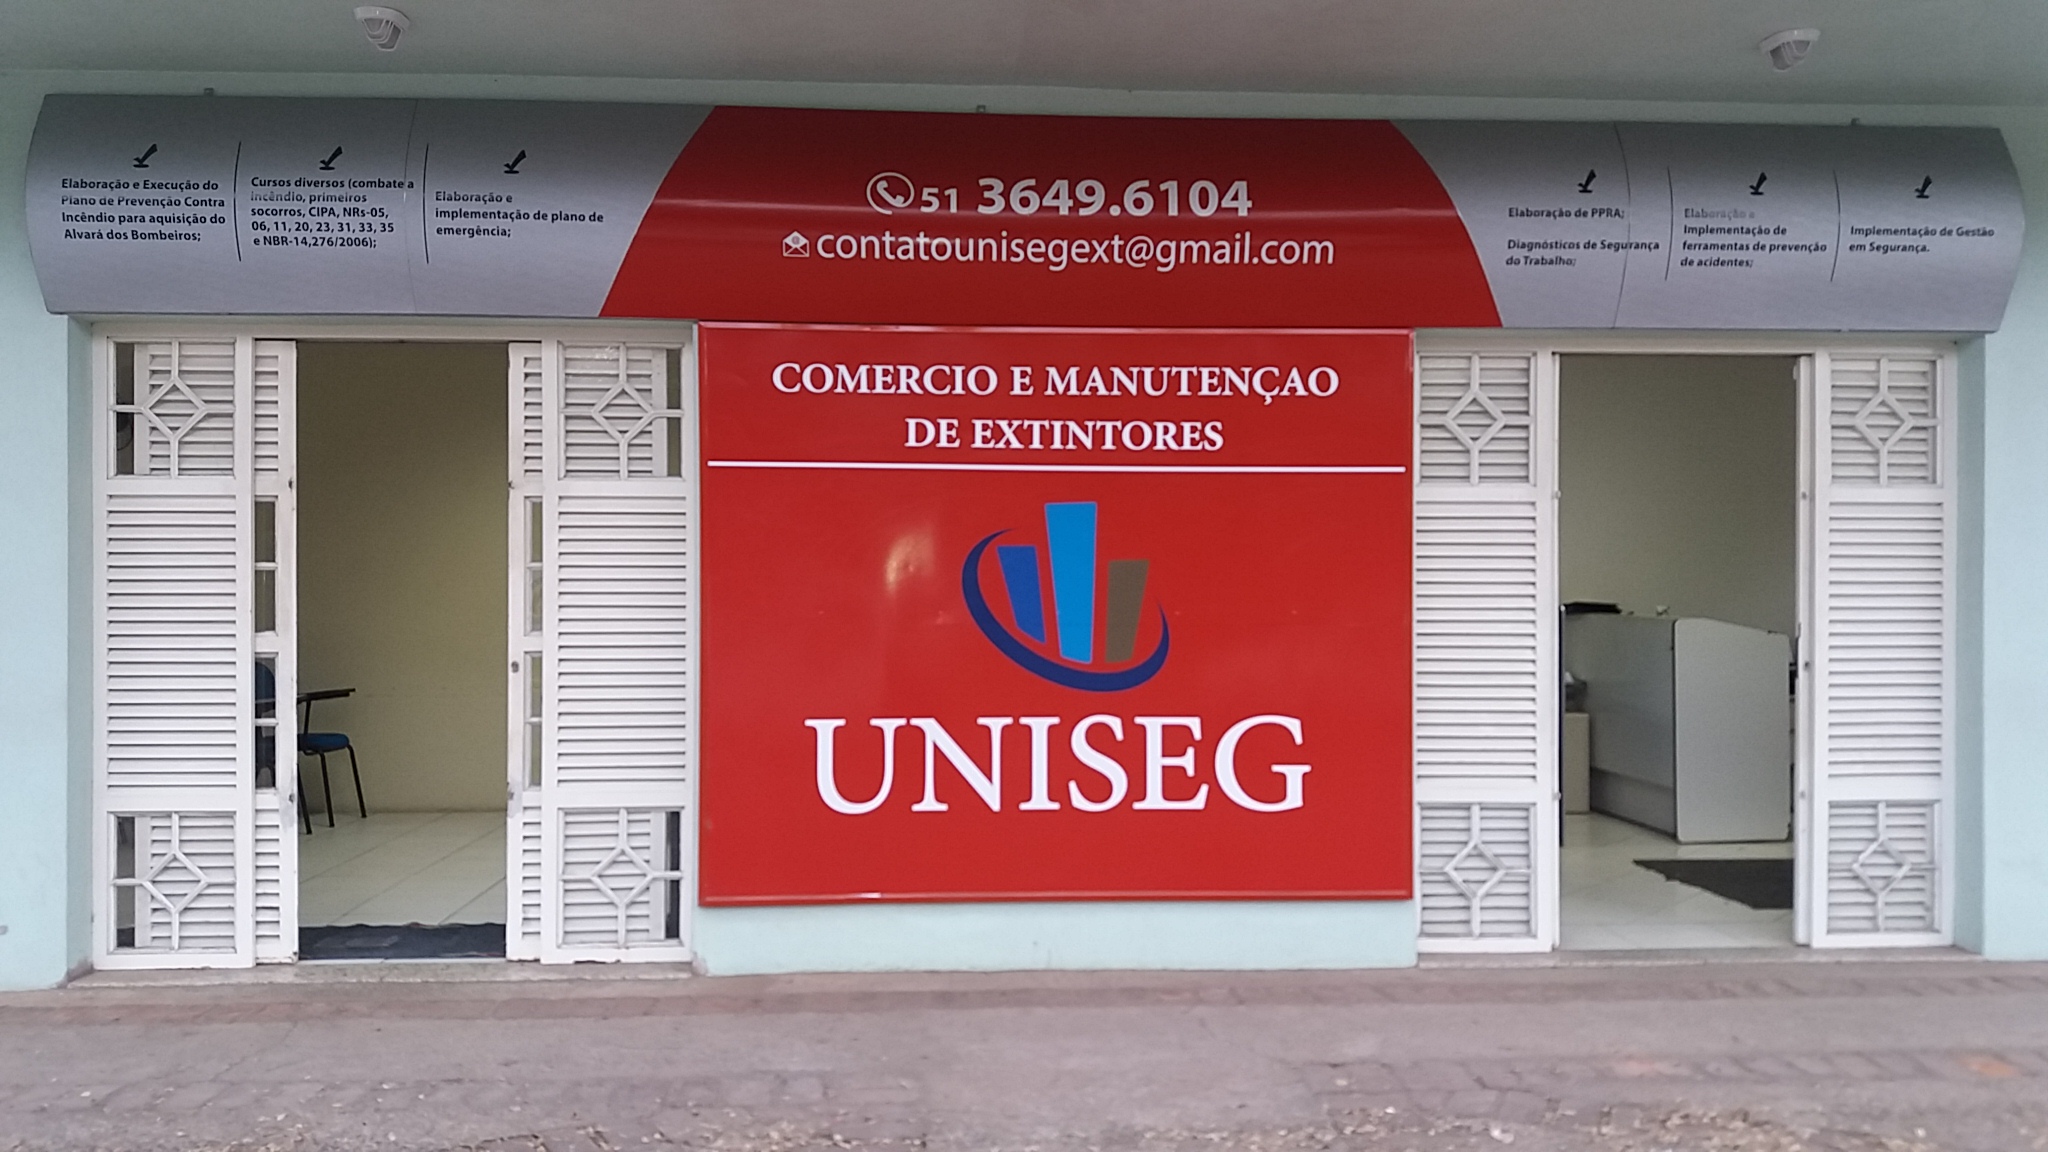 Elaboração e Execução do
Plano de Prevenção Contra
Incêndio para aquisição do
Alvará dos Bombeiros;
Cursos diversos (combate a
incêndio, primeiros
socorros, CIPA, NRs-05,
06, 11, 20, 23, 31, 33, 35
e NBR-14,276/2006);
Elaboração e
implementação de plano de
emergência;
51 3649.6104
contatounisegext@gmail.com
Elaboração de PPRA;
Diagnósticos de Segurança
do Trabalho;
Elaboração e
Implementação de
ferramentas de prevenção
de acidentes;
Implementação de Gestão
em Segurança.
COMERCIO E MANUTENÇAO
DE EXTINTORES
UNISEG